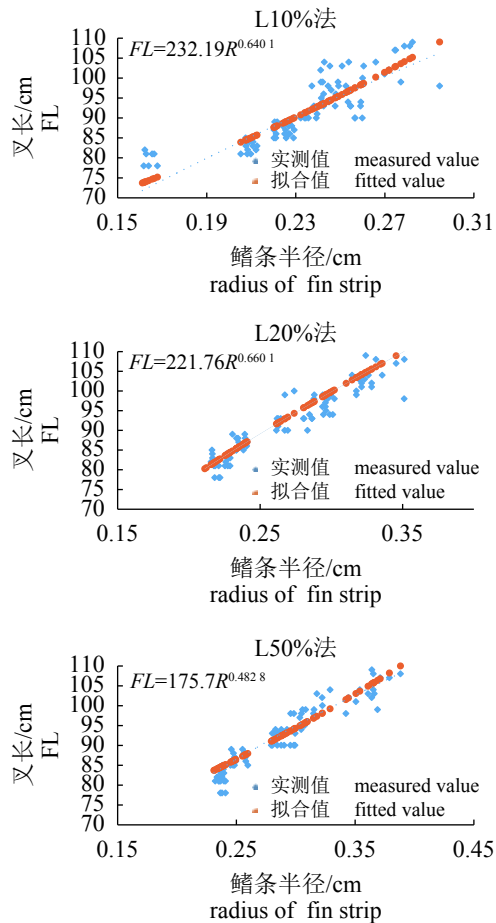 L10%法
FL=232.19R^0.640 1
110
105
100
95
90
85
80
75
70
叉长/cm
FL
实测值 measured value
拟合值 fitted value
0.15 0.19 0.23 0.27 0.31
鳍条半径/cm
radius of fin strip
L20%法
FL=221.76R^0.660 1
110
105
100
95
90
85
80
75
70
叉长/cm
FL
实测值 measured value
拟合值 fitted value
0.15 0.25 0.35
鳍条半径/cm
radius of fin strip
L50%法
FL=175.7R^0.482 8
110
105
100
95
90
85
80
75
70
叉长/cm
FL
实测值 measured value
拟合值 fitted value
0.15 0.25 0.35 0.45
鳍条半径/cm
radius of fin strip